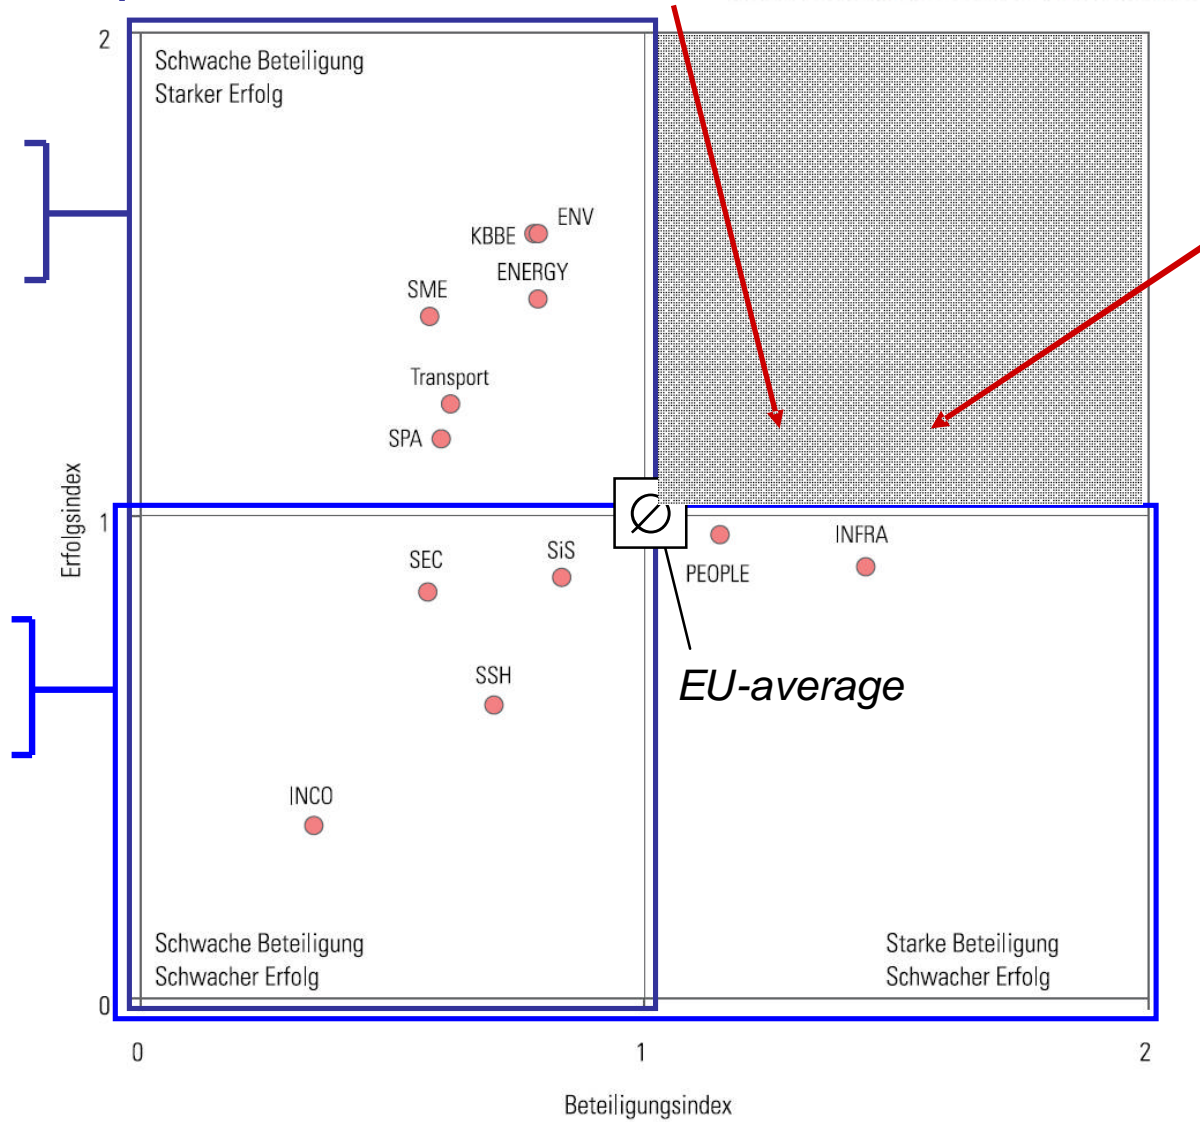 2
Schwache Beteiligung
Starker Erfolg
ENV
KBBE
ENERGY
SME
Transport
SPA
Erfolgsindex
1
INFRA
SiS
SEC
PEOPLE
SSH
EU-average
INCO
Schwache Beteiligung
Schwacher Erfolg
Starke Beteiligung
Schwacher Erfolg
0
0
1
2
Beteiligungsindex